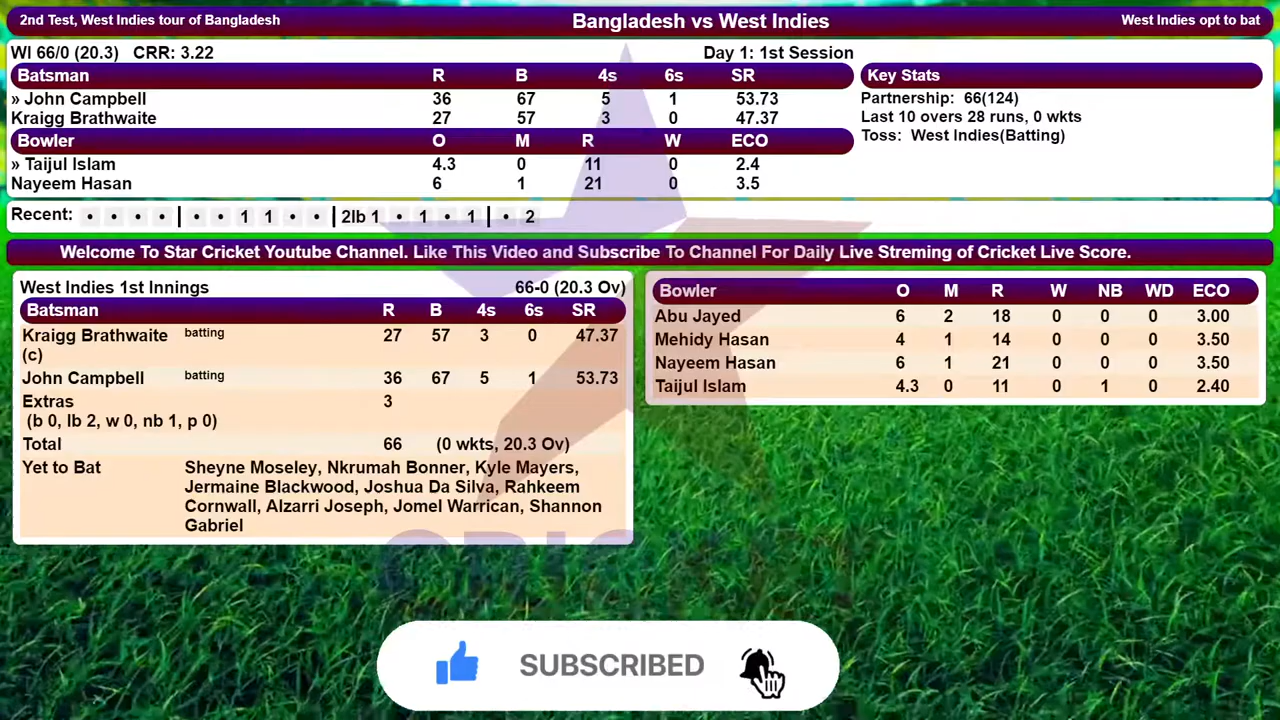 2nd Test, West Indies tour of Bangladesh Bangladesh vs West Indies West Indies opt to bat
WI 66/0 (20.3) CRR: 3.22 Day 1: 1st Session
Batsman R B 4s 6s SR
» John Campbell 36 67 5 1 53.73
Kraigg Brathwaite 27 57 3 0 47.37
Bowler O M R W ECO
» Taijul Islam 4.3 0 11 0 2.4
Nayeem Hasan 6 1 21 0 3.5
Key Stats
Partnership: 66(124)
Last 10 overs 28 runs, 0 wkts
Toss: West Indies(Batting)
Recent: • • • • | • • 1 1 • • | 2lb 1 • 1 • 1 | • 2
Welcome To Star Cricket Youtube Channel. Like This Video and Subscribe To Channel For Daily Live Streming of Cricket Live Score.
West Indies 1st Innings 66-0 (20.3 Ov)
Batsman R B 4s 6s SR
Kraigg Brathwaite batting 27 57 3 0 47.37
(c)
John Campbell batting 36 67 5 1 53.73
Extras 3
(b 0, lb 2, w 0, nb 1, p 0)
Total 66 (0 wkts, 20.3 Ov)
Yet to Bat Sheyne Moseley, Nkrumah Bonner, Kyle Mayers,
Jermaine Blackwood, Joshua Da Silva, Rahkeem
Cornwall, Alzarri Joseph, Jomel Warrican, Shannon
Gabriel
Bowler O M R W NB WD ECO
Abu Jayed 6 2 18 0 0 0 3.00
Mehidy Hasan 4 1 14 0 0 0 3.50
Nayeem Hasan 6 1 21 0 0 0 3.50
Taijul Islam 4.3 0 11 0 1 0 2.40
CRICKET
SUBSCRIBED